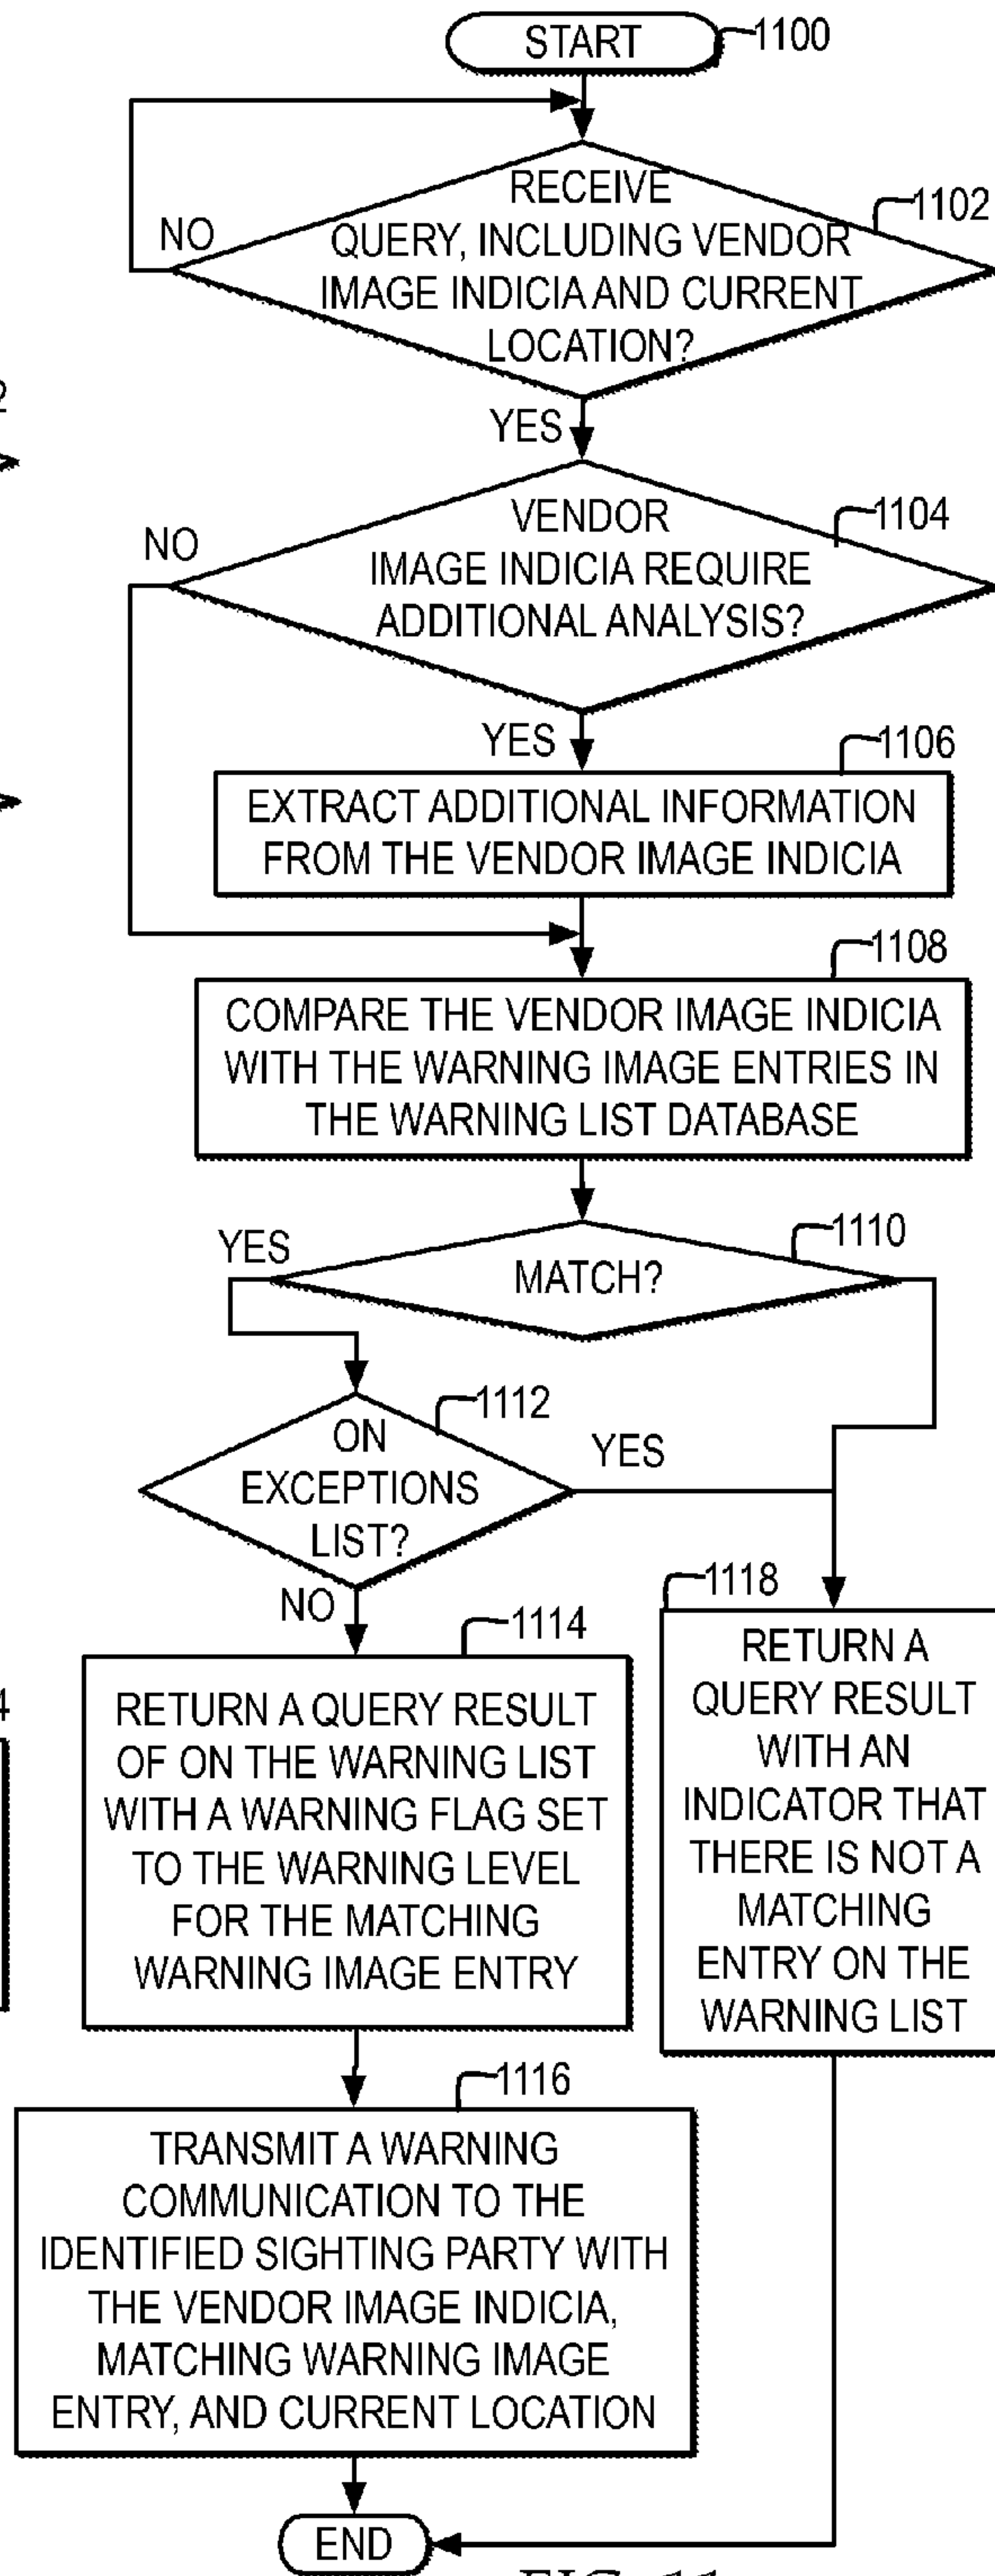 START
1100
NO
RECEIVE
QUERY, INCLUDING VENDOR
IMAGE INDICIA AND CURRENT
LOCATION?
1102
YES
NO
VENDOR
IMAGE INDICIA REQUIRE
ADDITIONAL ANALYSIS?
1104
YES
1106
EXTRACT ADDITIONAL INFORMATION
FROM THE VENDOR IMAGE INDICIA
1108
COMPARE THE VENDOR IMAGE INDICIA
WITH THE WARNING IMAGE ENTRIES IN
THE WARNING LIST DATABASE
YES
MATCH?
1110
ON
EXCEPTIONS
LIST?
1112
YES
NO
1114
RETURN A QUERY RESULT
OF ON THE WARNING LIST
WITH A WARNING FLAG SET
TO THE WARNING LEVEL
FOR THE MATCHING
WARNING IMAGE ENTRY
1118
RETURN A
QUERY RESULT
WITH AN
INDICATOR THAT
THERE IS NOT A
MATCHING
ENTRY ON THE
WARNING LIST
1116
TRANSMIT A WARNING
COMMUNICATION TO THE
IDENTIFIED SIGHTING PARTY WITH
THE VENDOR IMAGE INDICIA,
MATCHING WARNING IMAGE
ENTRY, AND CURRENT LOCATION
END